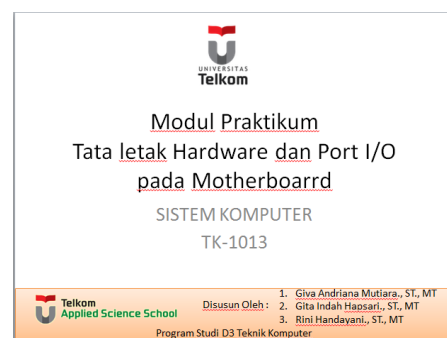 UNIVERSITAS
Telkom
Modul Praktikum
Tata letak Hardware dan Port I/O
pada Motherboarrd
SISTEM KOMPUTER
TK-1013
Telkom
Applied Science School
Disusun Oleh :
1. Giva Andriana Mutiara., ST., MT
2. Gita Indah Hapsari., ST., MT
3. Rini Handayani., ST., MT
Program Studi D3 Teknik Komputer